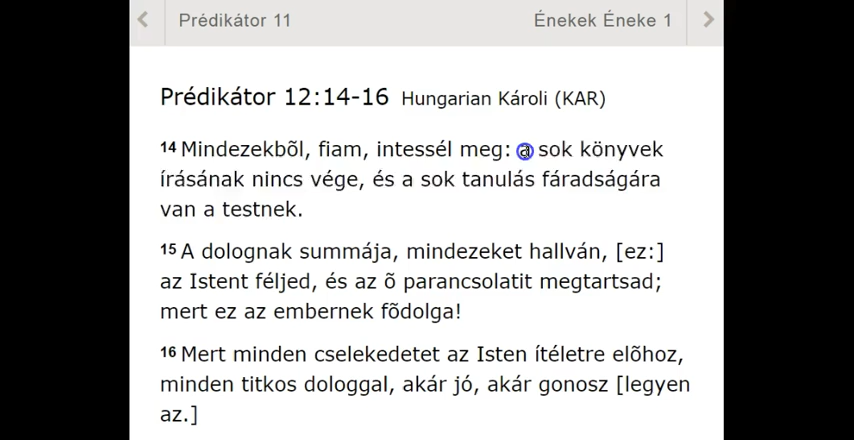 Prédikátor 11 Énekek Éneke 1
Prédikátor 12:14-16 Hungarian Károli (KAR)
14 Mindezekbõl, fiam, intessél meg: a sok könyvek
írásának nincs vége, és a sok tanulás fáradságára
van a testnek.
15 A dolognak summája, mindezeket hallván, [ez:]
az Istent féljed, és az õ parancsolatit megtartsad;
mert ez az embernek fõdolga!
16 Mert minden cselekedetet az Isten ítéletre elõhoz,
minden titkos dologgal, akár jó, akár gonosz [legyen
az.]